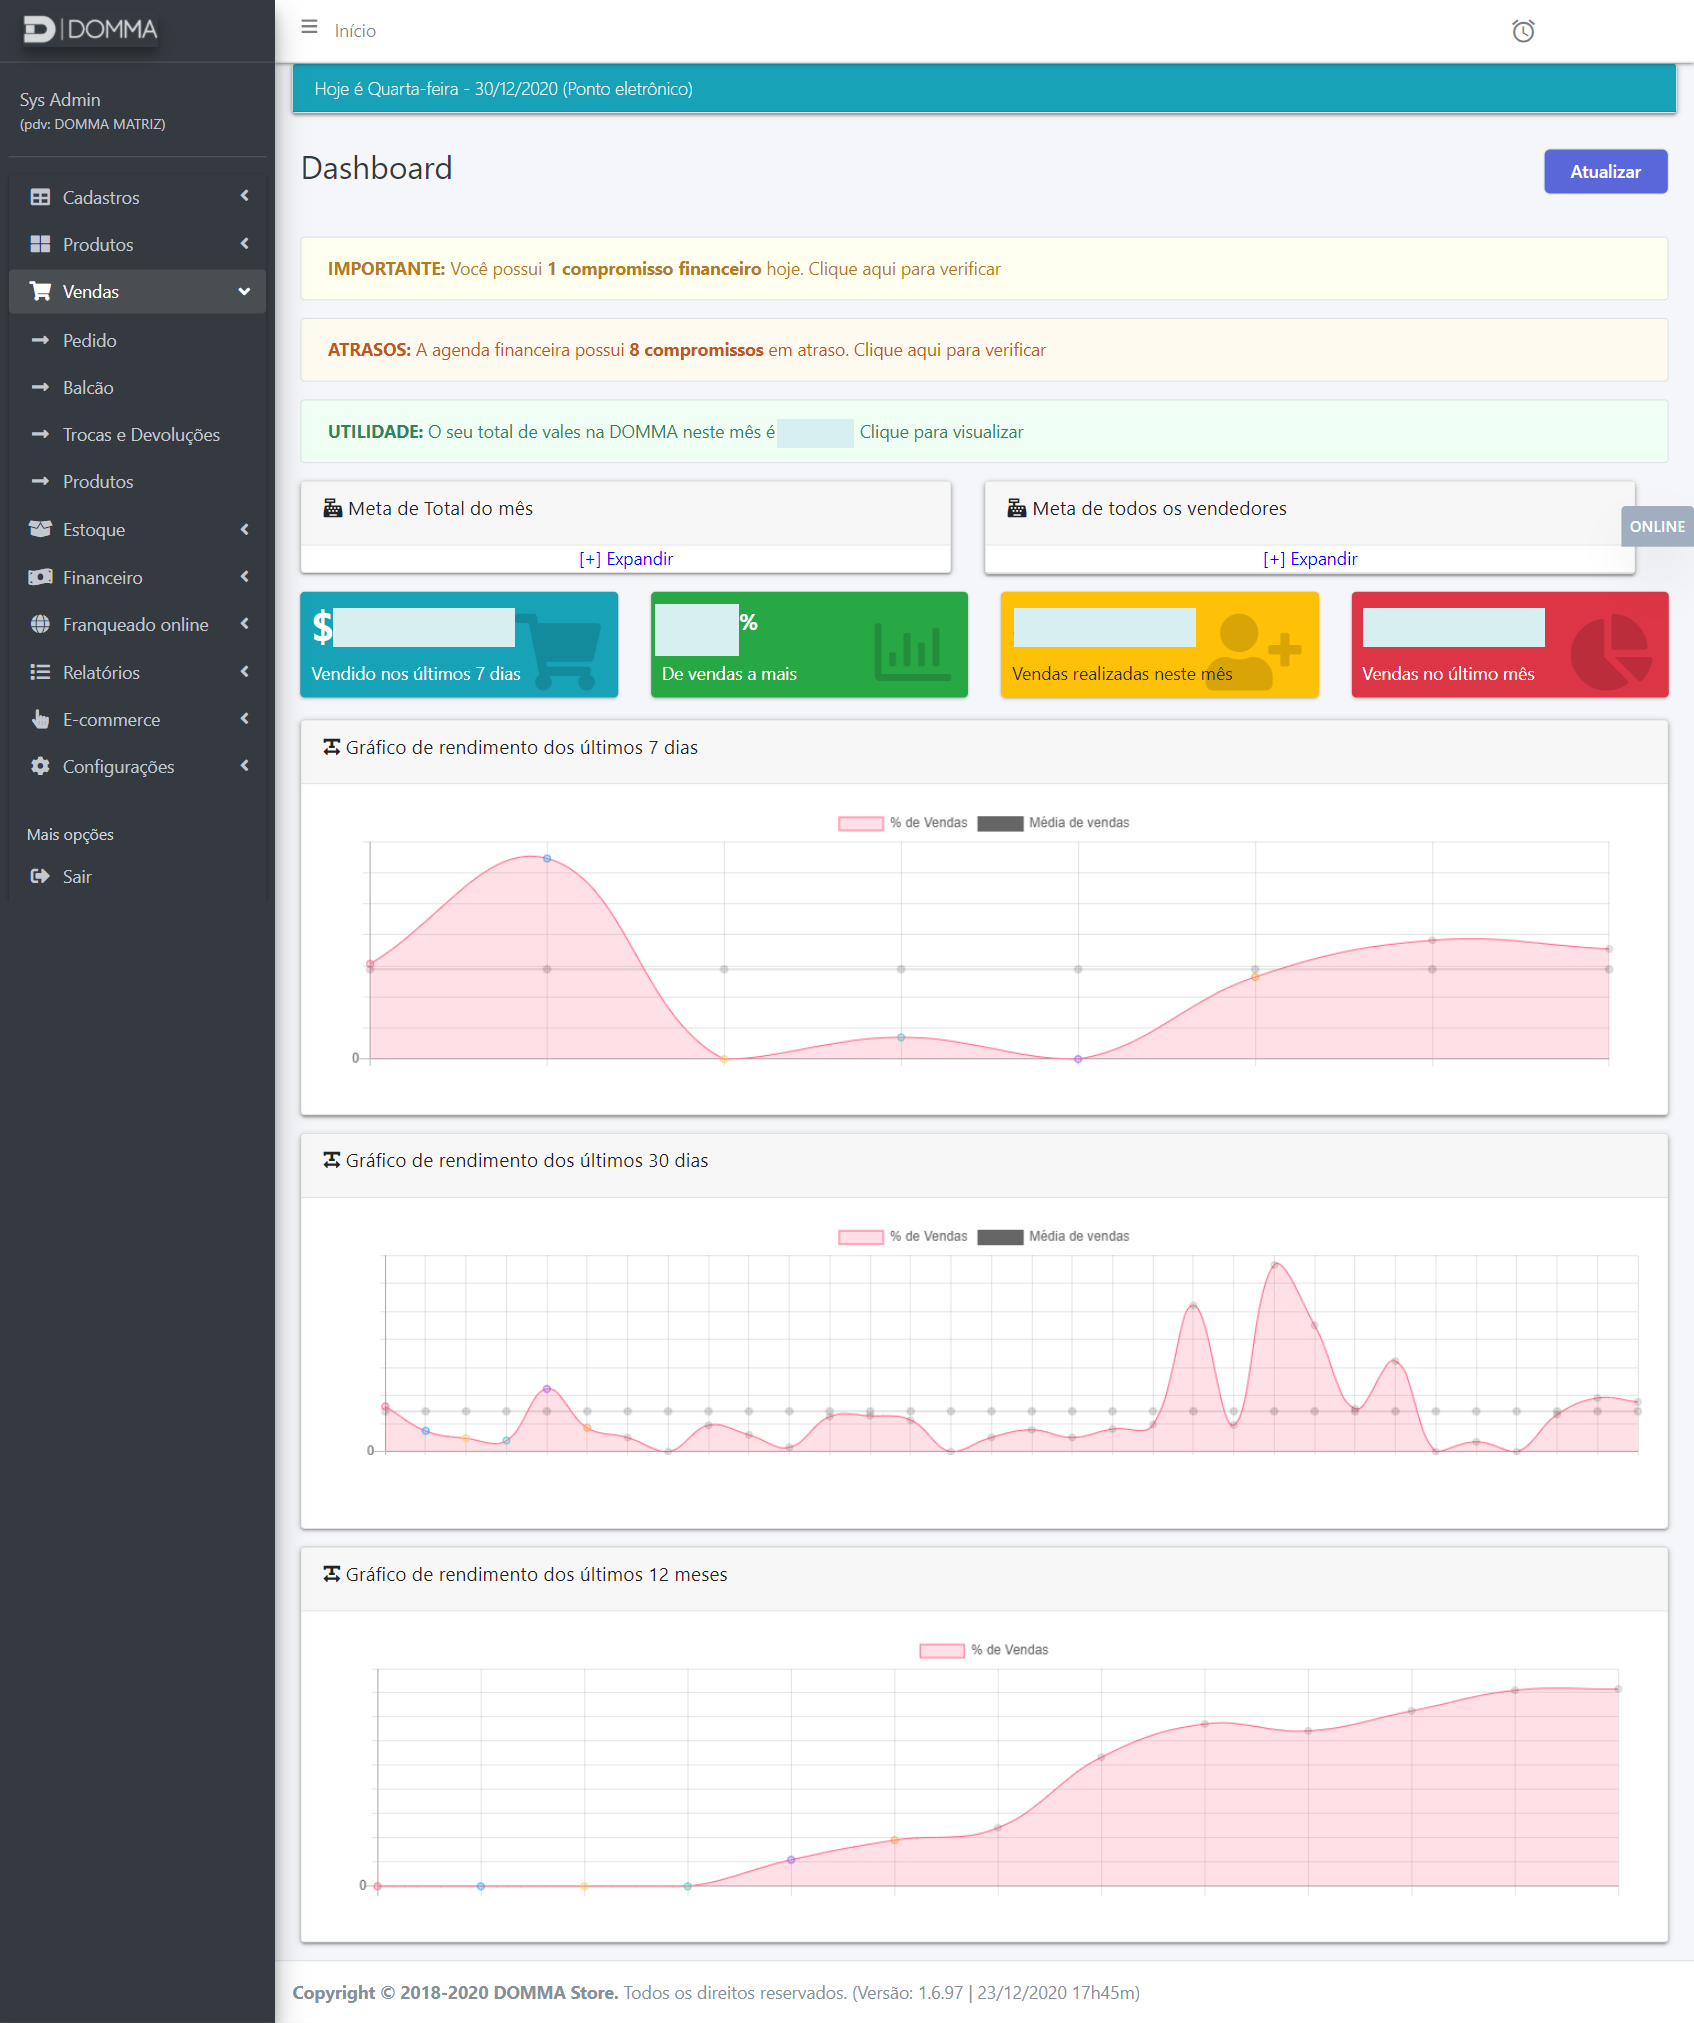 D|DOMMA
Início
Hoje é Quarta-feira - 30/12/2020 (Ponto eletrônico)
Sys Admin
(pdv: DOMMA MATRIZ)
Cadastros
Produtos
Vendas
Pedido
Balcão
Trocas e Devoluções
Produtos
Estoque
Financeiro
Franqueado online
Relatórios
E-commerce
Configurações
Mais opções
Sair
Dashboard
Atualizar
IMPORTANTE: Você possui 1 compromisso financeiro hoje. Clique aqui para verificar
ATRASOS: A agenda financeira possui 8 compromissos em atraso. Clique aqui para verificar
UTILIDADE: O seu total de vales na DOMMA neste mês é Clique para visualizar
Meta de Total do mês
[+] Expandir
Meta de todos os vendedores
[+] Expandir
ONLINE
$
Vendido nos últimos 7 dias
%
De vendas a mais
Vendas realizadas neste mês
Vendas no último mês
Gráfico de rendimento dos últimos 7 dias
% de Vendas Média de vendas
0
Gráfico de rendimento dos últimos 30 dias
% de Vendas Média de vendas
0
Gráfico de rendimento dos últimos 12 meses
% de Vendas
0
Copyright © 2018-2020 DOMMA Store. Todos os direitos reservados. (Versão: 1.6.97 | 23/12/2020 17h45m)